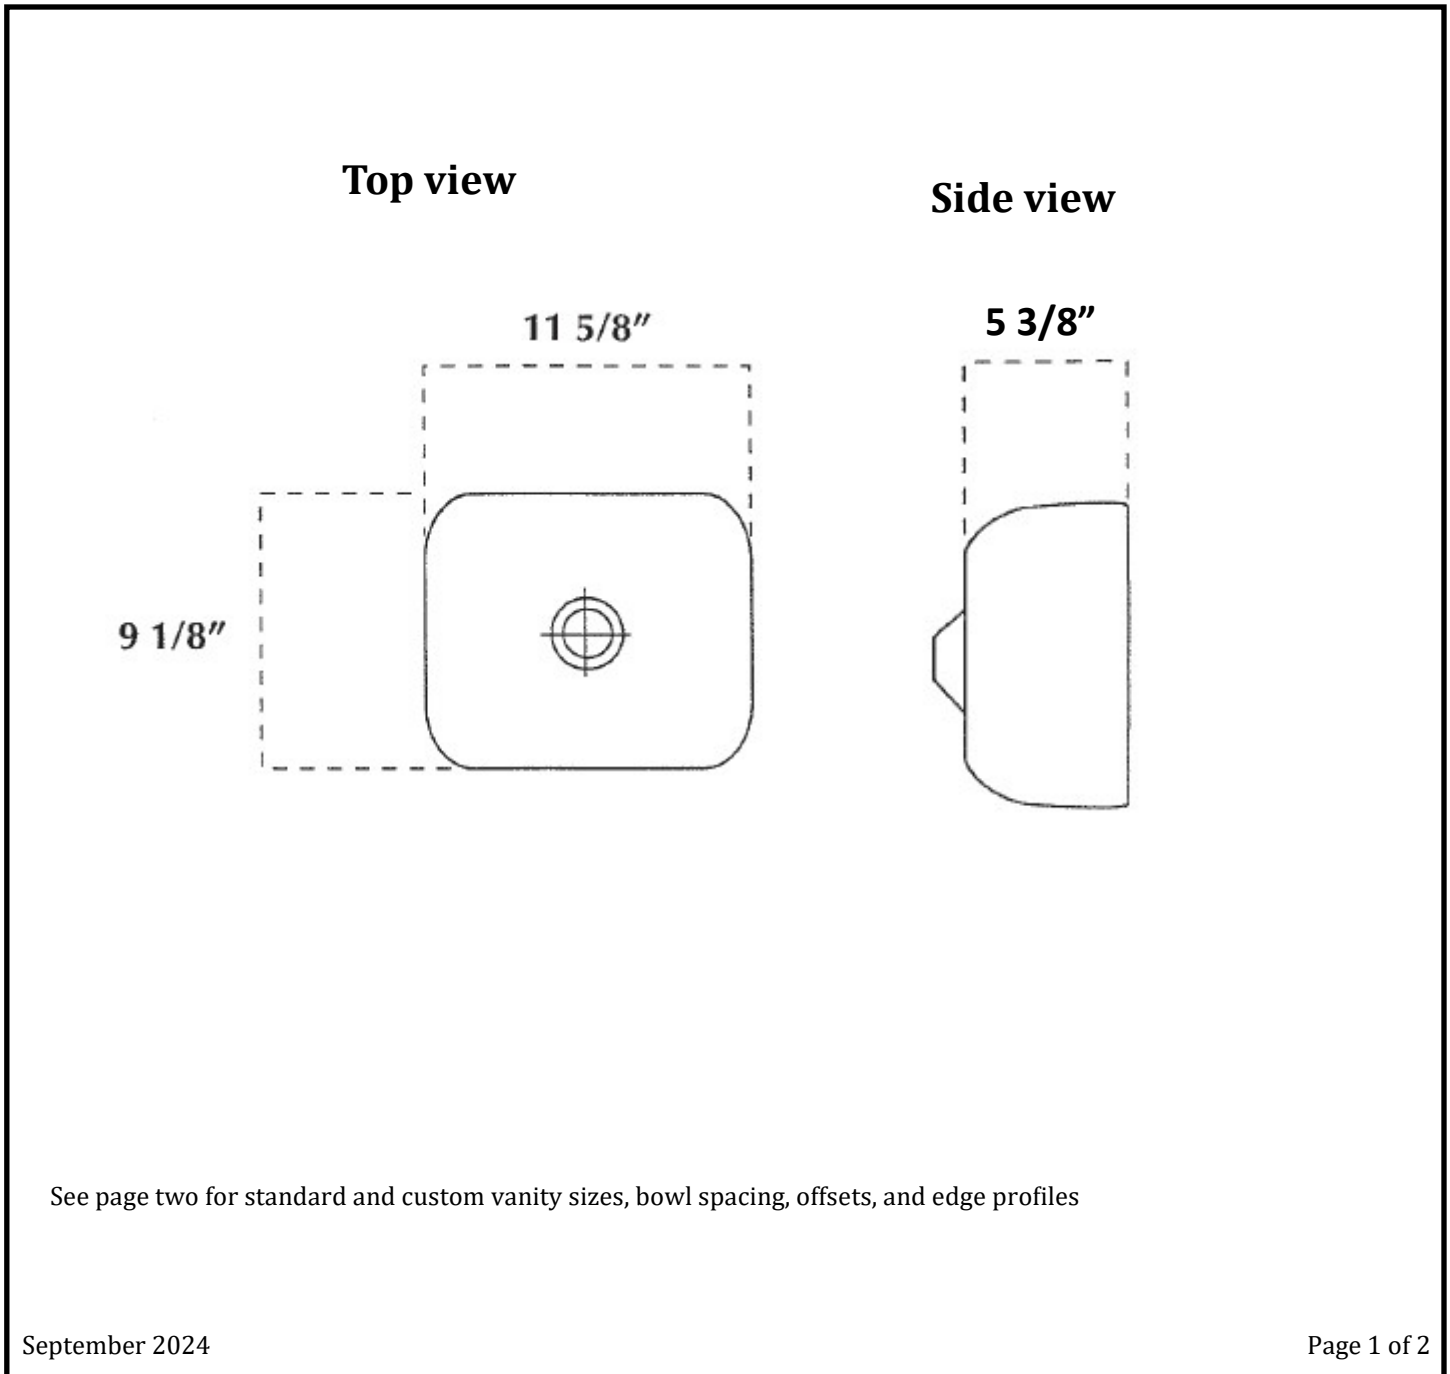 Top view
Side view
11 5/8"
5 3/8”
9 1/8"
See page two for standard and custom vanity sizes, bowl spacing, offsets, and edge profiles
September 2024
Page 1 of 2